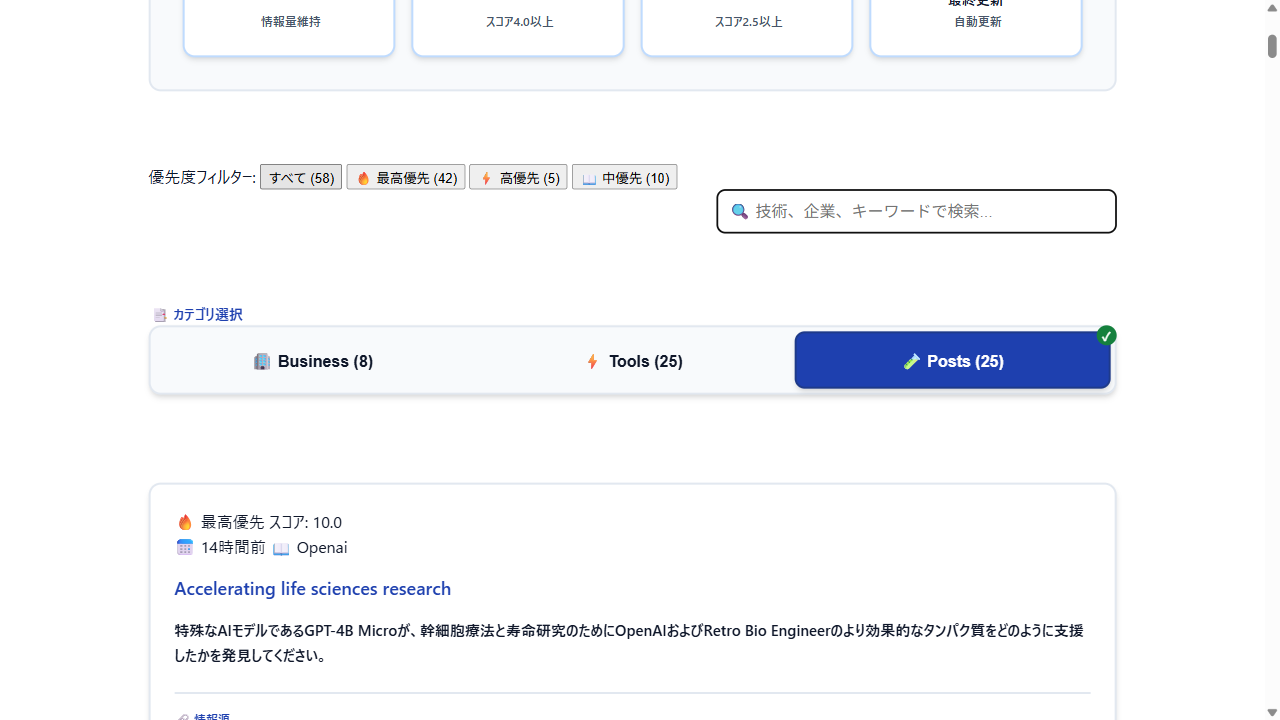 最終更新
情報量維持
スコア4.0以上
スコア2.5以上
自動更新
優先度フィルター: すべて (58) 🔥 最高優先 (42) ⚡ 高優先 (5) 📖 中優先 (10)
🔍 技術、企業、キーワードで検索...
📑 カテゴリ選択
🏢 Business (8)
⚡ Tools (25)
🧪 Posts (25)
🔥 最高優先 スコア: 10.0
📅 14時間前 📖 Openai
Accelerating life sciences research
特殊なAIモデルであるGPT-4B Microが、幹細胞療法と寿命研究のためにOpenAIおよびRetro Bio Engineerのより効果的なタンパク質をどのように支援
したかを発見してください。
🔗 情報源